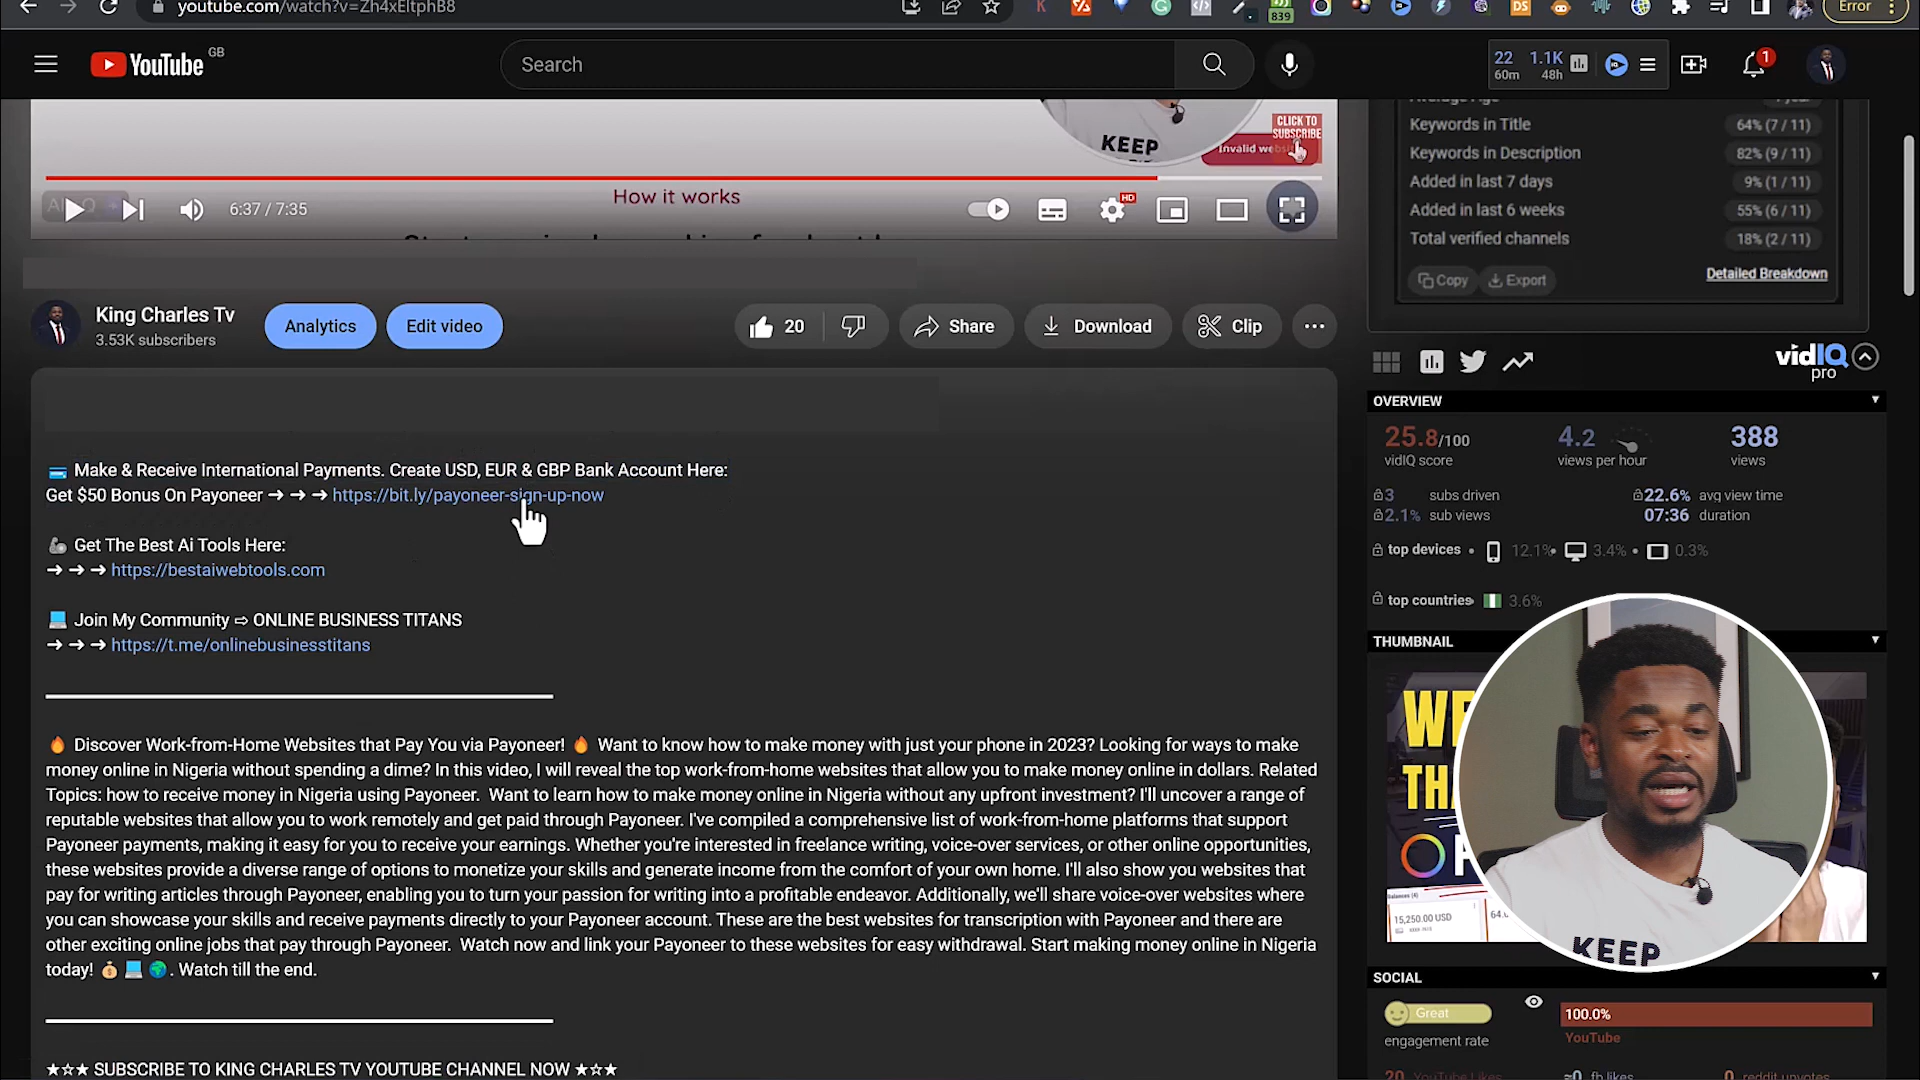 youtube.com/watch?v=Zh4xEItphB8
839
Error
YouTube GB
Search
22 1.1K
60m 48h
1
KEEP
CLICK TO
SUBSCRIBE
How it works
6:37 / 7:35
HD
Keywords in Title 64% (7 / 11)
Keywords in Description 82% (9 / 11)
Added in last 7 days 9% (1 / 11)
Added in last 6 weeks 55% (6 / 11)
Total verified channels 18% (2 / 11)
Copy Export Detailed Breakdown
King Charles Tv
3.53K subscribers
Analytics Edit video
20 Share Download Clip
Make & Receive International Payments. Create USD, EUR & GBP Bank Account Here:
Get $50 Bonus On Payoneer ➜ ➜ ➜ https://bit.ly/payoneer-sign-up-now
Get The Best Ai Tools Here:
➜ ➜ ➜ https://bestaiwebtools.com
Join My Community ⇨ ONLINE BUSINESS TITANS
➜ ➜ ➜ https://t.me/onlinebusinesstitans
🔥 Discover Work-from-Home Websites that Pay You via Payoneer! 🔥 Want to know how to make money with just your phone in 2023? Looking for ways to make
money online in Nigeria without spending a dime? In this video, I will reveal the top work-from-home websites that allow you to make money online in dollars. Related
Topics: how to receive money in Nigeria using Payoneer. Want to learn how to make money online in Nigeria without any upfront investment? I'll uncover a range of
reputable websites that allow you to work remotely and get paid through Payoneer. I've compiled a comprehensive list of work-from-home platforms that support
Payoneer payments, making it easy for you to receive your earnings. Whether you're interested in freelance writing, voice-over services, or other online opportunities,
these websites provide a diverse range of options to monetize your skills and generate income from the comfort of your own home. I'll also show you websites that
pay for writing articles through Payoneer, enabling you to turn your passion for writing into a profitable endeavor. Additionally, we'll share voice-over websites where
you can showcase your skills and receive payments directly to your Payoneer account. These are the best websites for transcription with Payoneer and there are
other exciting online jobs that pay through Payoneer. Watch now and link your Payoneer to these websites for easy withdrawal. Start making money online in Nigeria
today! 💰 💻 🌍. Watch till the end.
★☆★ SUBSCRIBE TO KING CHARLES TV YOUTUBE CHANNEL NOW ★☆★
vidIQ
pro
OVERVIEW
25.8/100 4.2 388
vidIQ score views per hour views
3 subs driven 22.6% avg view time
2.1% sub views 07:36 duration
top devices • 12.1% • 3.4% • 0.3%
top countries 3.6%
THUMBNAIL
15,250.00 USD
KEEP
SOCIAL
Great 100.0%
engagement rate YouTube
20 YouTube Likes ≈0 fb likes 0 reddit upvotes